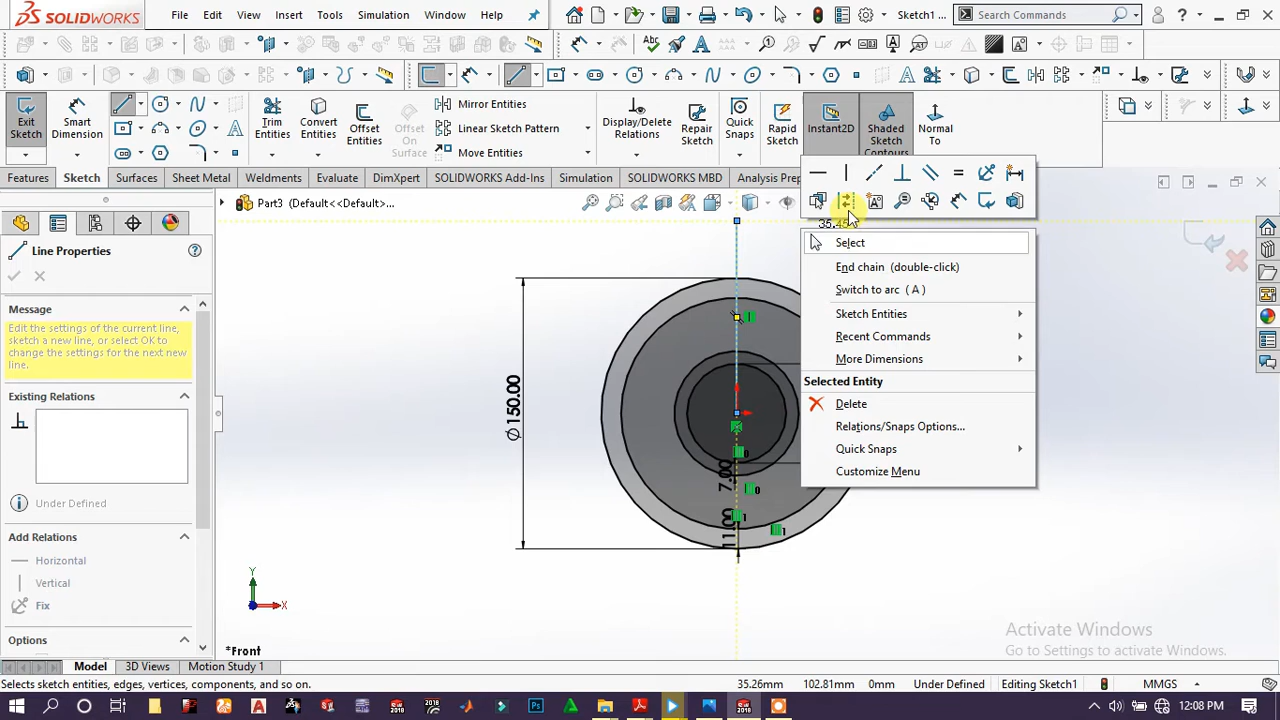 SOLIDWORKS File Edit View Insert Tools Simulation Window Help Sketch1 ... Search Commands ?
Exit Sketch
Smart Dimension
Trim Entities
Convert Entities
Offset Entities
Offset On Surface
Mirror Entities
Linear Sketch Pattern
Move Entities
Display/Delete Relations
Repair Sketch
Quick Snaps
Rapid Sketch
Instant2D
Shaded Sketch Contours
Normal To
Features Sketch Surfaces Sheet Metal Weldments Evaluate DimXpert SOLIDWORKS Add-Ins Simulation SOLIDWORKS MBD Analysis Prep
Part3 (Default<<Default>...
Line Properties
Message
Edit the settings of the current line, sketch a new line, or select OK to change the settings for the next new line.
Existing Relations
Under Defined
Add Relations
Horizontal
Vertical
Fix
Options
Ø150.00
7.00
11.00
Select
End chain (double-click)
Switch to arc ( A )
Sketch Entities
Recent Commands
More Dimensions
Selected Entity
Delete
Relations/Snaps Options...
Quick Snaps
Customize Menu
Y
X
Z
*Front
Activate Windows
Go to Settings to activate Windows.
Model 3D Views Motion Study 1
Selects sketch entities, edges, vertices, components, and so on. 35.26mm 102.81mm 0mm Under Defined Editing Sketch1 MMGS
12:08 PM